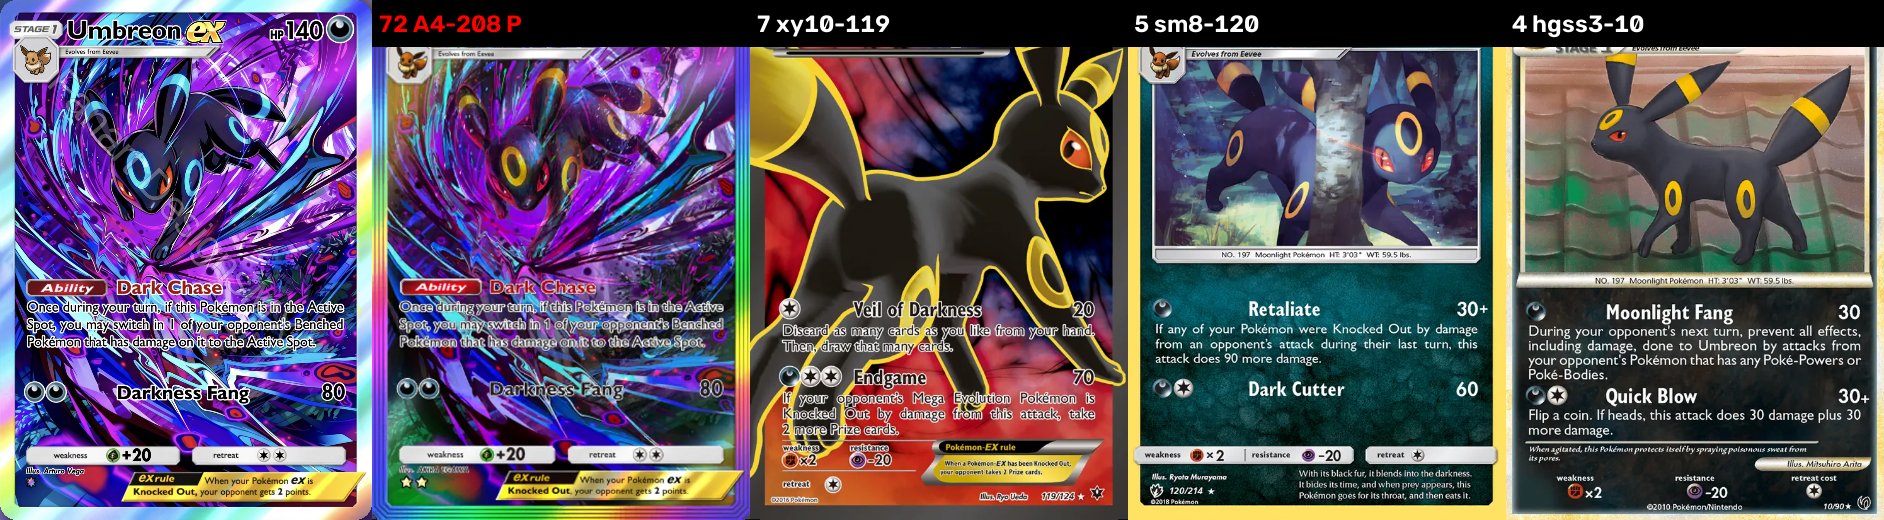 STAGE 1 Umbreon ex HP 140
Evolves from Eevee
Ability Dark Chase
Once during your turn, if this Pokémon is in the Active
Spot, you may switch in 1 of your opponent's Benched
Pokémon that has damage on it to the Active Spot.
Darkness Fang 80
weakness +20 retreat
Illus. Arturo Vega
ex rule When your Pokémon ex is
Knocked Out, your opponent gets 2 points.
72 A4-208 P
Evolves from Eevee
Ability Dark Chase
Once during your turn, if this Pokémon is in the Active
Spot, you may switch in 1 of your opponent's Benched
Pokémon that has damage on it to the Active Spot.
Darkness Fang 80
weakness +20 retreat
ex rule When your Pokémon ex is
Knocked Out, your opponent gets 2 points.
7 xy10-119
Veil of Darkness 20
Discard as many cards as you like from your hand.
Then, draw that many cards.
Endgame 70
If your opponent's Mega Evolution Pokémon is
Knocked Out by damage from this attack, take
2 more Prize cards.
weakness resistance
×2 -20
retreat
Pokémon-EX rule
When a Pokémon-EX has been Knocked Out,
your opponent takes 2 Prize cards.
©2016 Pokémon
Illus. Ryo Ueda 119/124
5 sm8-120
Evolves from Eevee
NO. 197 Moonlight Pokémon HT: 3'03" WT: 59.5 lbs.
Retaliate 30+
If any of your Pokémon were Knocked Out by damage
from an opponent's attack during their last turn, this
attack does 90 more damage.
Dark Cutter 60
weakness ×2 resistance -20 retreat
Illus. Ryota Murayama
120/214
©2018 Pokémon
With its black fur, it blends into the darkness.
It bides its time, and when prey appears, this
Pokémon goes for its throat, and then eats it.
4 hgss3-10
STAGE 1 Evolves from Eevee
NO. 197 Moonlight Pokémon HT: 3'03" WT: 59.5 lbs.
Moonlight Fang 30
During your opponent's next turn, prevent all effects,
including damage, done to Umbreon by attacks from
your opponent's Pokémon that has any Poké-Powers or
Poké-Bodies.
Quick Blow 30+
Flip a coin. If heads, this attack does 30 damage plus 30
more damage.
When agitated, this Pokémon protects itself by spraying poisonous sweat from
its pores.
Illus. Mitsuhiro Arita
weakness resistance retreat cost
×2 -20
©2010 Pokémon/Nintendo 10/90